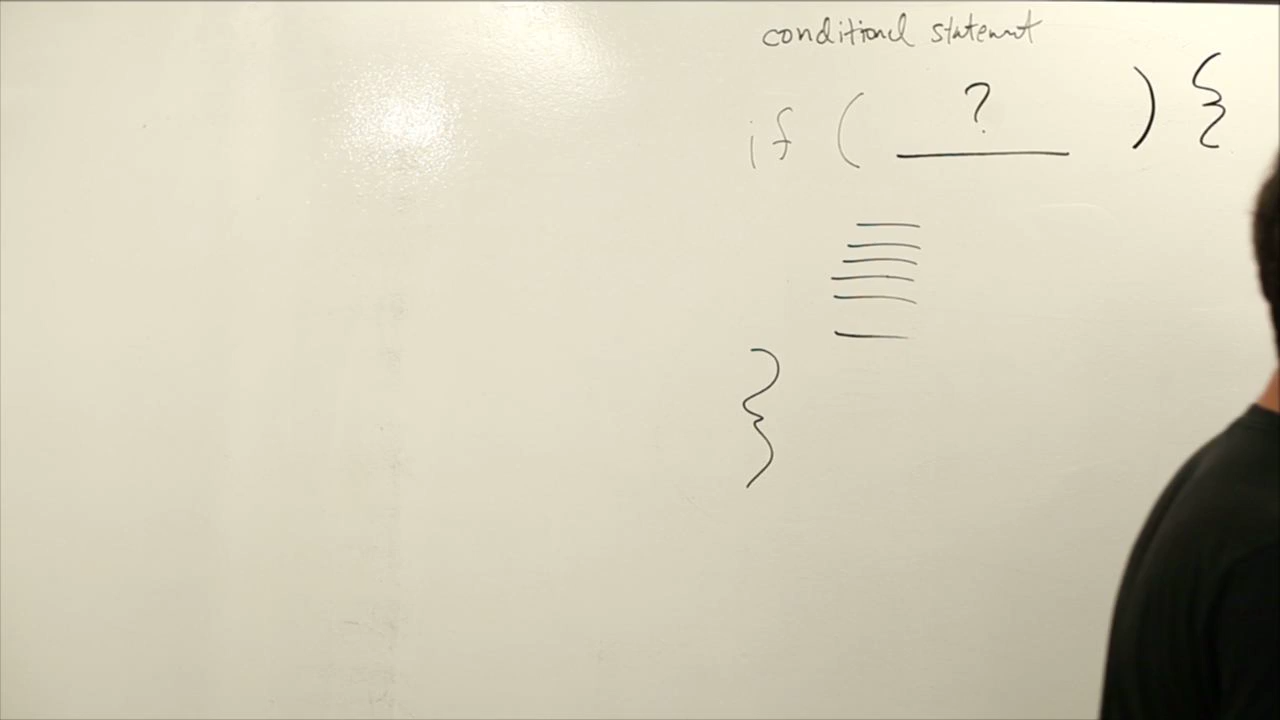 conditional statement
if ( ? ) {
}